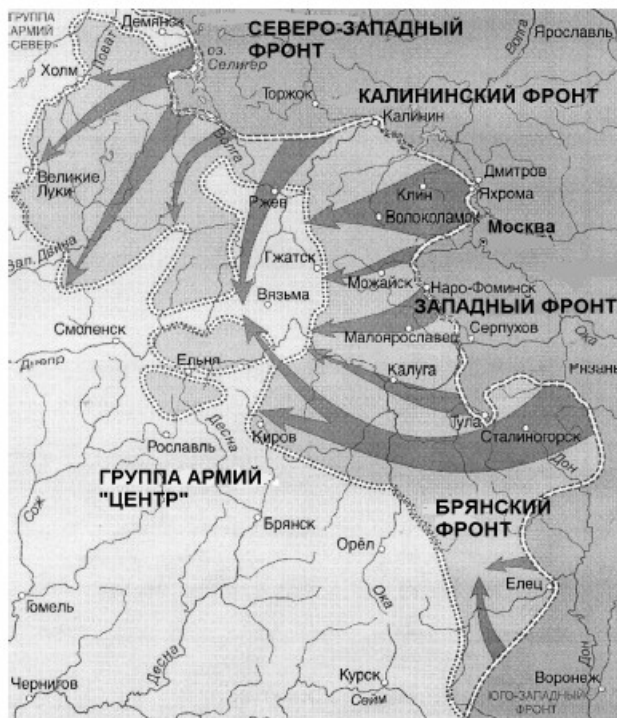 ГРУППА
АРМИЙ
«СЕВЕР»
Демянск
СЕВЕРО-ЗАПАДНЫЙ
ФРОНТ
Волга
Ярославль
Ловать
оз.
Селигер
Холм
Торжок
КАЛИНИНСКИЙ ФРОНТ
Калинин
Волга
Великие
Луки
Дмитров
Клин
Яхрома
Ржев
Волоколамск
Москва
Зап. Двина
Гжатск
Можайск
Наро-Фоминск
Вязьма
ЗАПАДНЫЙ ФРОНТ
Смоленск
Малоярославец
Серпухов
Ока
Днепр
Ельня
Калуга
Рязань
Десна
Тула
Киров
Сталиногорск
Рославль
Дон
ГРУППА АРМИЙ
"ЦЕНТР"
БРЯНСКИЙ
ФРОНТ
Сож
Брянск
Орёл
Елец
Гомель
Ока
Десна
Дон
Чернигов
Курск
Сейм
Воронеж
ЮГО-ЗАПАДНЫЙ
ФРОНТ